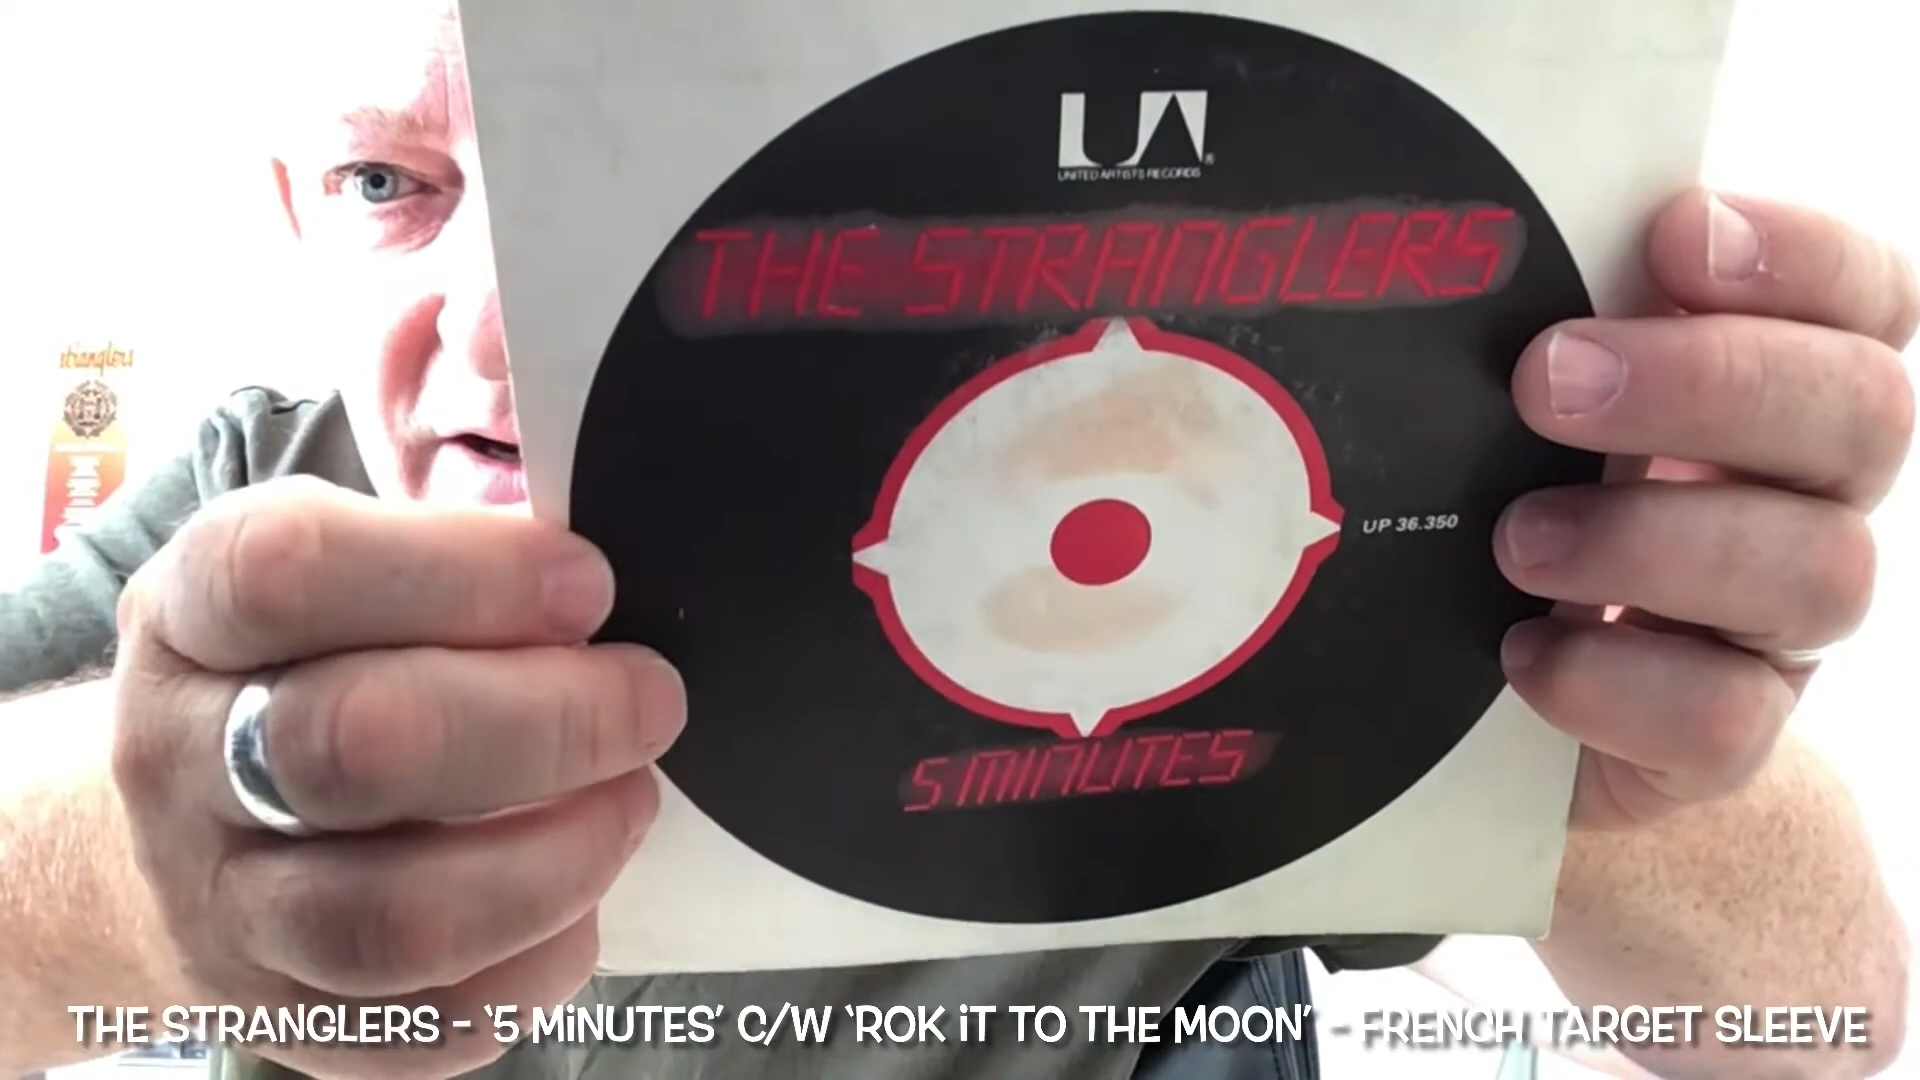 UA
UNITED ARTISTS RECORDS
THE STRANGLERS
stranglers
UP 36.350
5 MINUTES
THE STRANGLERS - '5 MiNUTES' C/W 'ROK iT TO THE MOON' - FRENCH TARGET SLEEVE